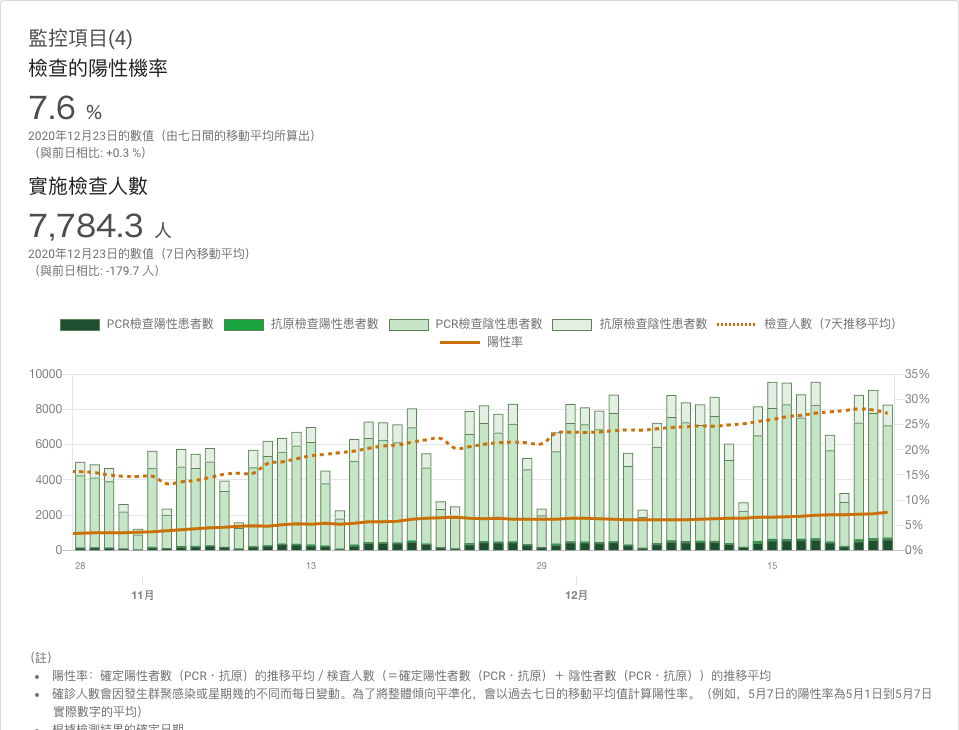 監控項目(4)
檢查的陽性機率
7.6 %
2020年12月23日的數值（由七日間的移動平均所算出）
（與前日相比: +0.3 %）
實施檢查人數
7,784.3 人
2020年12月23日的數值（7日內移動平均）
（與前日相比: -179.7 人）
PCR檢查陽性患者數 抗原檢查陽性患者數 PCR檢查陰性患者數 抗原檢查陰性患者數 檢查人數（7天推移平均）
陽性率
10000 35%
30%
8000
25%
6000 20%
4000 15%
10%
2000
5%
0 0%
28 13 29 15
11月 12月
（註）
• 陽性率：確定陽性者數（PCR・抗原）的推移平均 / 検査人數（＝確定陽性者數（PCR・抗原）＋ 陰性者數（PCR・抗原））的推移平均
• 確診人數會因發生群聚感染或星期幾的不同而每日變動。為了將整體傾向平準化，會以過去七日的移動平均值計算陽性率。（例如，5月7日的陽性率為5月1日到5月7日
實際數字的平均）
• 根據檢測結果的確定日期